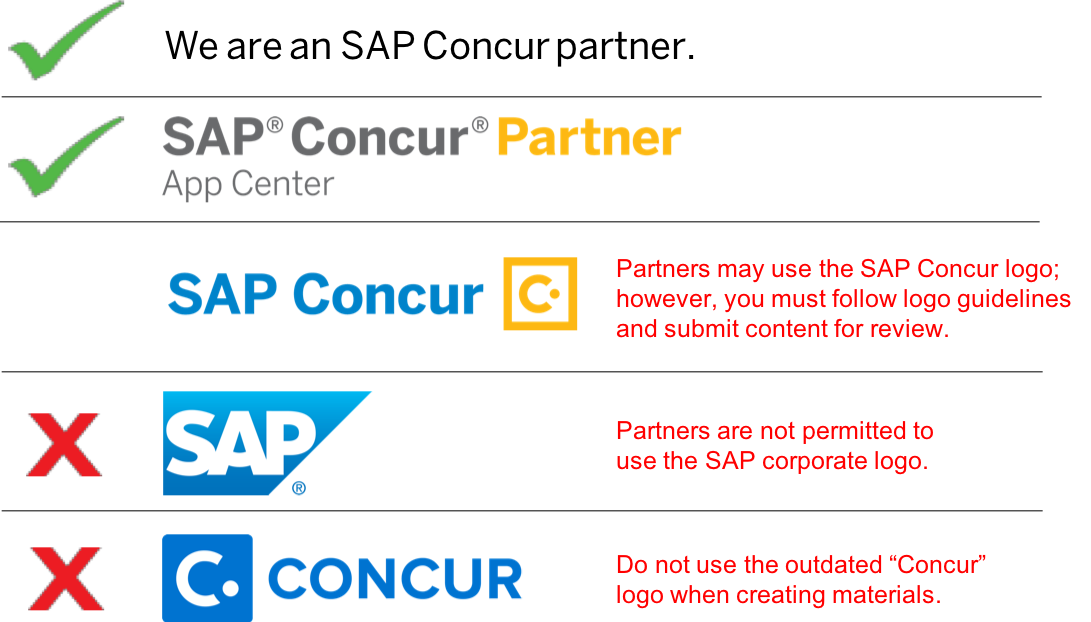 We are an SAP Concur partner.
SAP® Concur® Partner
App Center
SAP Concur C.
Partners may use the SAP Concur logo;
however, you must follow logo guidelines
and submit content for review.
SAP
®
Partners are not permitted to
use the SAP corporate logo.
C. CONCUR
Do not use the outdated “Concur”
logo when creating materials.